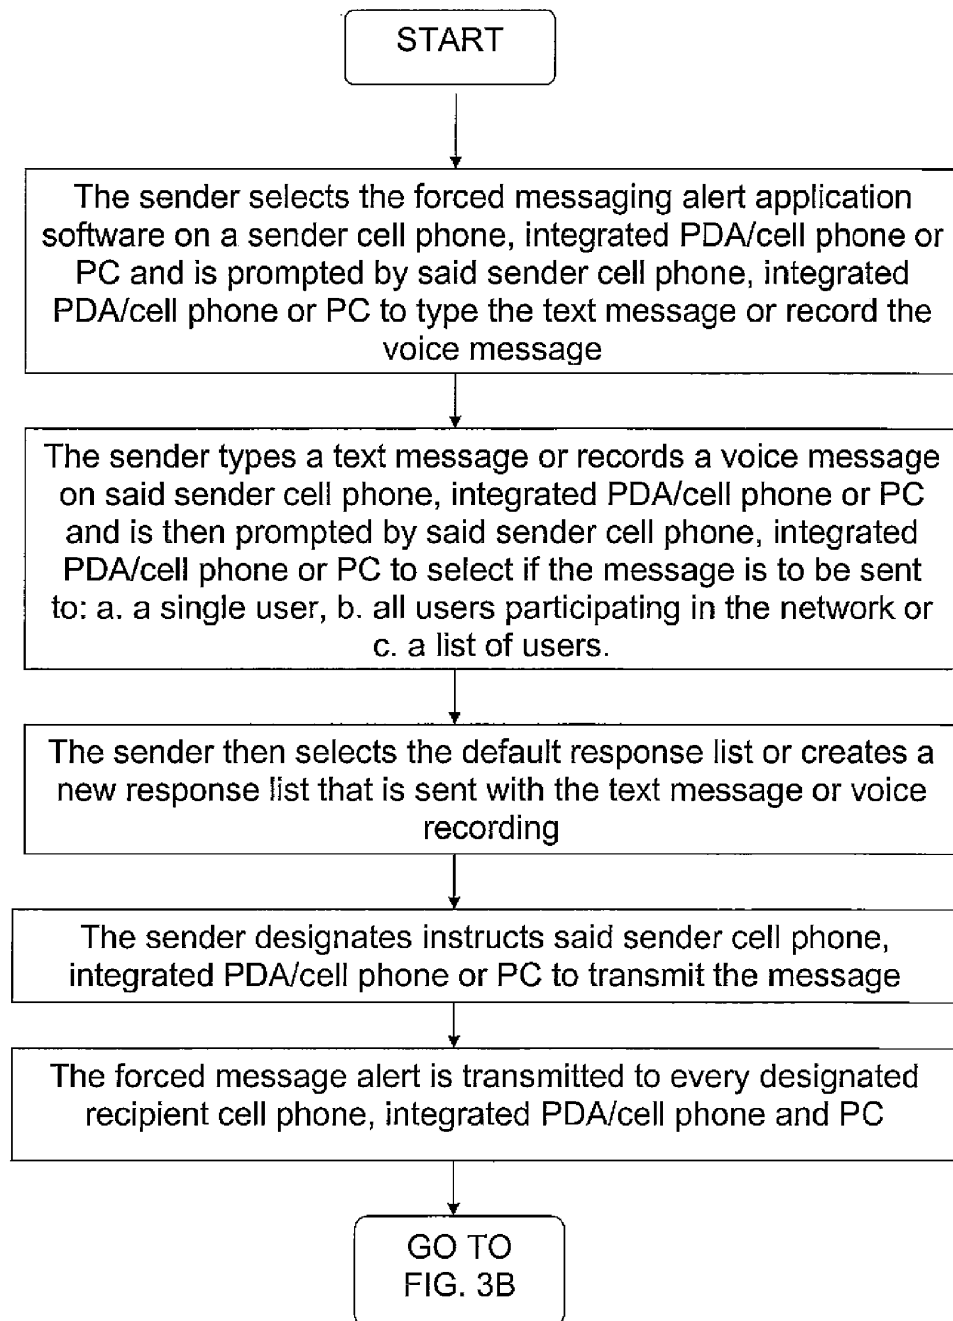 START
The sender selects the forced messaging alert application
software on a sender cell phone, integrated PDA/cell phone or
PC and is prompted by said sender cell phone, integrated
PDA/cell phone or PC to type the text message or record the
voice message
The sender types a text message or records a voice message
on said sender cell phone, integrated PDA/cell phone or PC
and is then prompted by said sender cell phone, integrated
PDA/cell phone or PC to select if the message is to be sent
to: a. a single user, b. all users participating in the network or
c. a list of users.
The sender then selects the default response list or creates a
new response list that is sent with the text message or voice
recording
The sender designates instructs said sender cell phone,
integrated PDA/cell phone or PC to transmit the message
The forced message alert is transmitted to every designated
recipient cell phone, integrated PDA/cell phone and PC
GO TO
FIG. 3B